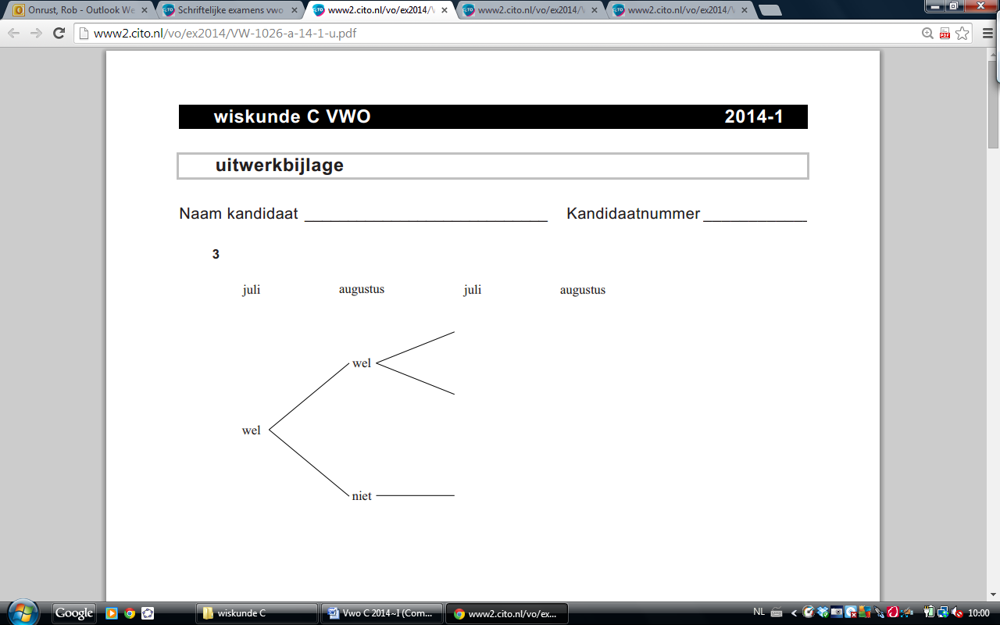 Onrust, Rob - Outlook We
Schriftelijke examens vwo
www2.cito.nl/vo/ex2014/V
www2.cito.nl/vo/ex2014/V
www2.cito.nl/vo/ex2014/V
www2.cito.nl/vo/ex2014/VW-1026-a-14-1-u.pdf
wiskunde C VWO 2014-1
uitwerkbijlage
Naam kandidaat ____________________________ Kandidaatnummer ____________
3
juli augustus juli augustus
wel
wel
niet
Google wiskunde C Vwo C 2014~I (Com... www2.cito.nl/vo/ex... NL 10:00